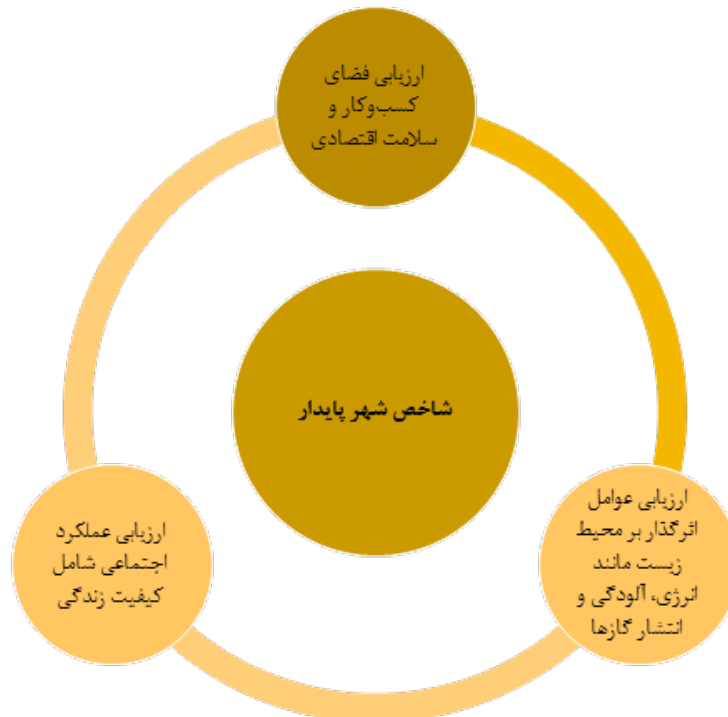 ارزیابی فضای
کسب‌وکار و
سلامت اقتصادی
شاخص شهر پایدار
ارزیابی عوامل
اثرگذار بر محیط
زیست مانند
انرژی، آلودگی و
انتشار گازها
ارزیابی عملکرد
اجتماعی شامل
کیفیت زندگی